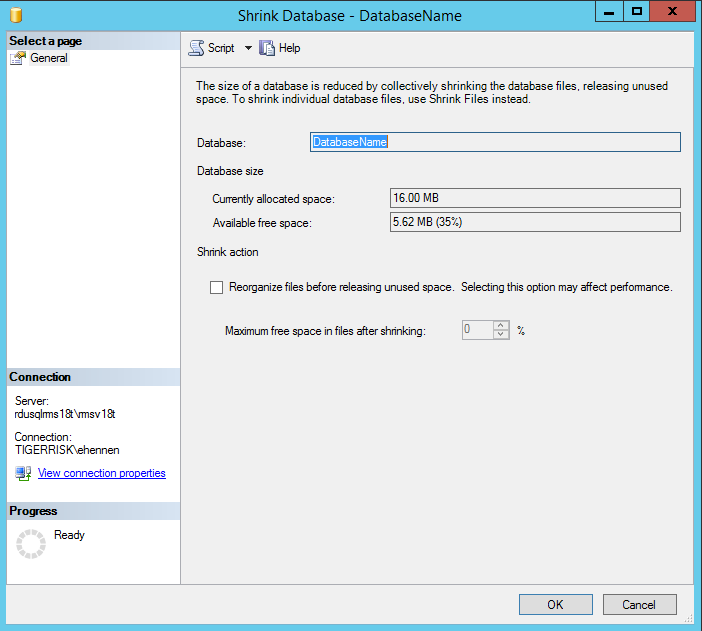 Shrink Database - DatabaseName
X
Select a page
General
Script
Help
The size of a database is reduced by collectively shrinking the database files, releasing unused
space. To shrink individual database files, use Shrink Files instead.
Database:
DatabaseName
Database size
Currently allocated space:
16.00 MB
Available free space:
5.62 MB (35%)
Shrink action
Reorganize files before releasing unused space. Selecting this option may affect performance.
Maximum free space in files after shrinking:
0
%
Connection
Server:
rdusqlrms18t\rmsv18t
Connection:
TIGERRISK\ehennen
View connection properties
Progress
Ready
OK
Cancel